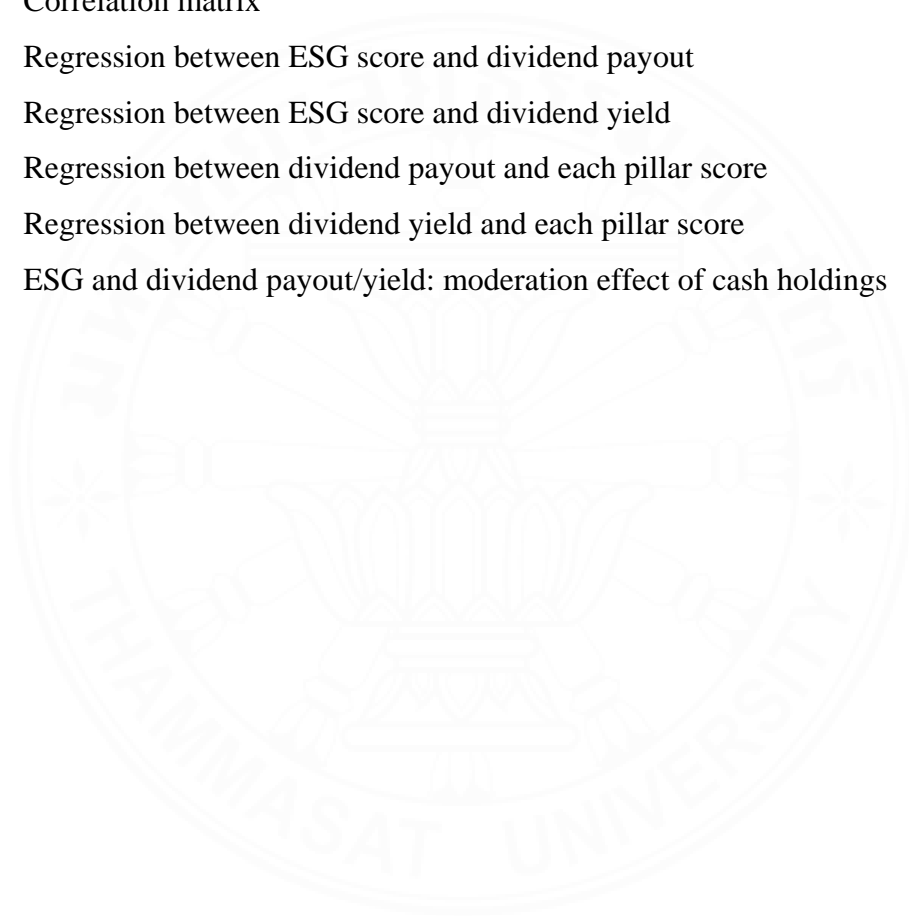 Correlation matrix
Regression between ESG score and dividend payout
Regression between ESG score and dividend yield
Regression between dividend payout and each pillar score
Regression between dividend yield and each pillar score
ESG and dividend payout/yield: moderation effect of cash holdings
THAMMASAT UNIVERSITY